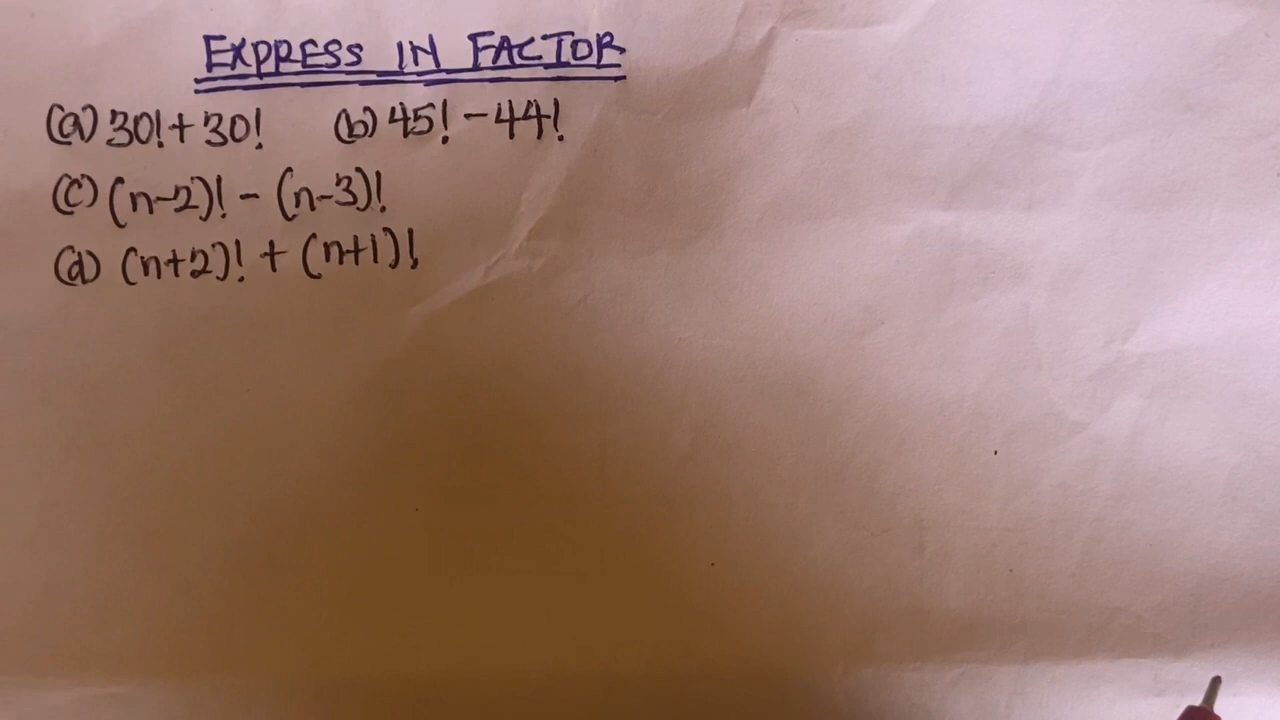 EXPRESS IN FACTOR
(a) 30! + 30! (b) 45! - 44!
(c) (n-2)! - (n-3)!
(d) (n+2)! + (n+1)!